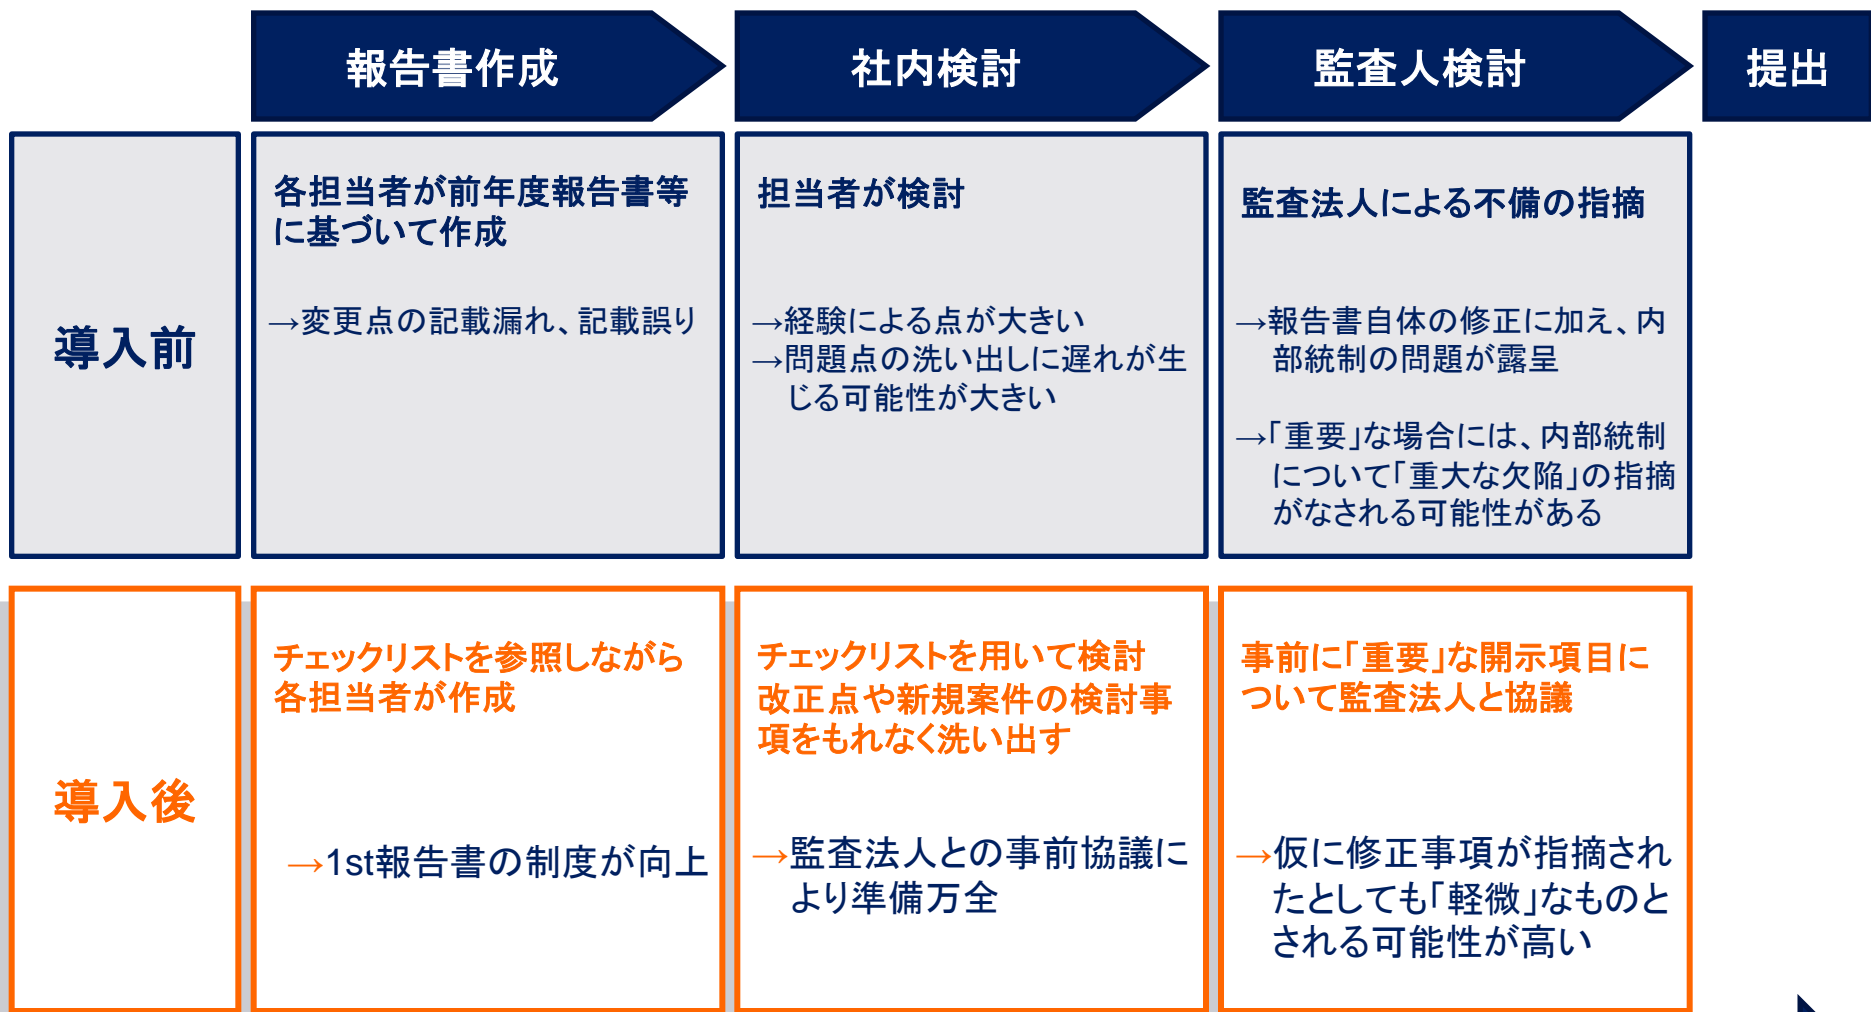 報告書作成
社内検討
監査人検討
提出
導入前
各担当者が前年度報告書等
に基づいて作成
→変更点の記載漏れ、記載誤り
担当者が検討
→経験による点が大きい
→問題点の洗い出しに遅れが生
じる可能性が大きい
監査法人による不備の指摘
→報告書自体の修正に加え、内
部統制の問題が露呈
→「重要」な場合には、内部統制
について「重大な欠陥」の指摘
がなされる可能性がある
導入後
チェックリストを参照しながら
各担当者が作成
→1st報告書の制度が向上
チェックリストを用いて検討
改正点や新規案件の検討事
項をもれなく洗い出す
→監査法人との事前協議に
より準備万全
事前に「重要」な開示項目に
ついて監査法人と協議
→仮に修正事項が指摘され
たとしても「軽微」なものと
される可能性が高い